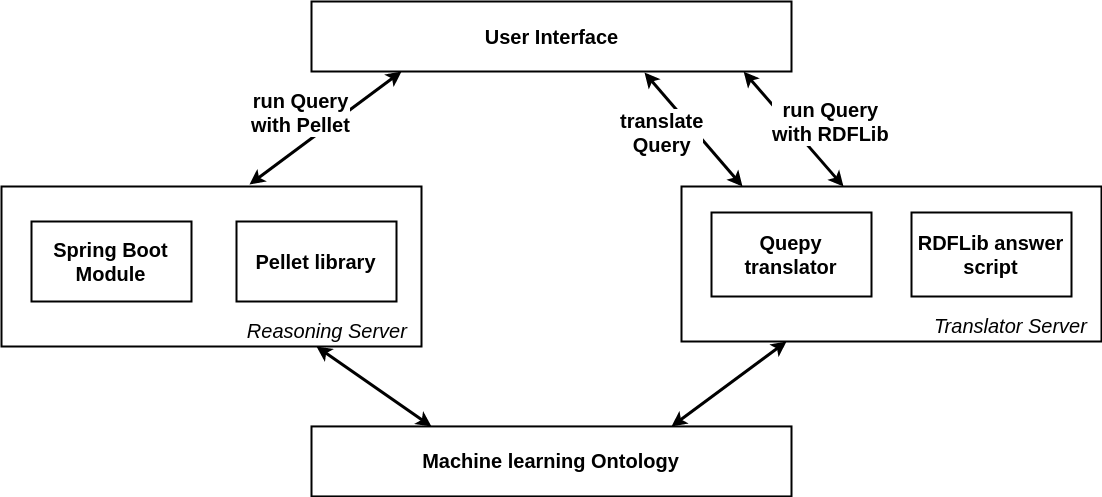 User Interface
run Query
with Pellet
translate
Query
run Query
with RDFLib
Spring Boot
Module
Pellet library
Reasoning Server
Quepy
translator
RDFLib answer
script
Translator Server
Machine learning Ontology